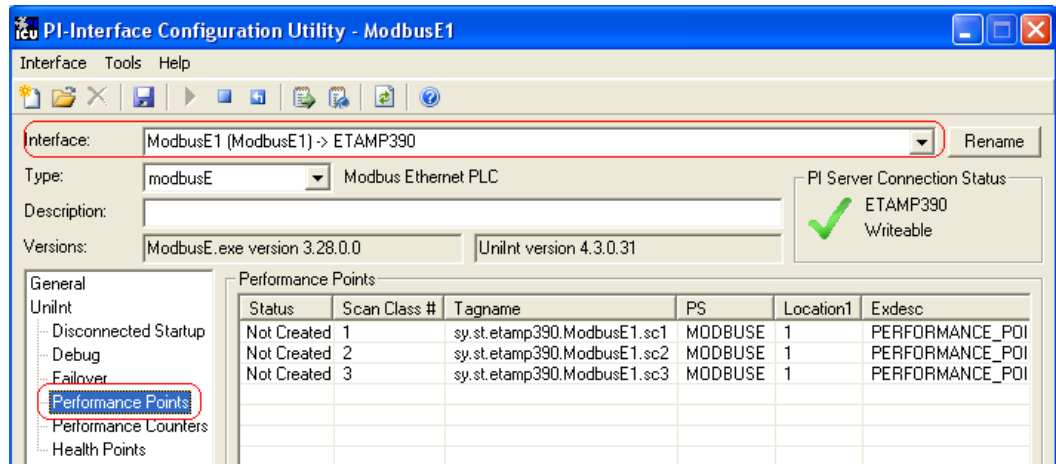 PI-Interface Configuration Utility - ModbusE1
Interface Tools Help
Interface: ModbusE1 (ModbusE1) -> ETAMP390 Rename
Type: modbusE Modbus Ethernet PLC
PI Server Connection Status
ETAMP390
Writeable
Description:
Versions: ModbusE.exe version 3.28.0.0 UniInt version 4.3.0.31
General
UniInt
Disconnected Startup
Debug
Failover
Performance Points
Performance Counters
Health Points
Performance Points
Status Scan Class # Tagname PS Location1 Exdesc
Not Created 1 sy.st.etamp390.ModbusE1.sc1 MODBUSE 1 PERFORMANCE_POI
Not Created 2 sy.st.etamp390.ModbusE1.sc2 MODBUSE 1 PERFORMANCE_POI
Not Created 3 sy.st.etamp390.ModbusE1.sc3 MODBUSE 1 PERFORMANCE_POI